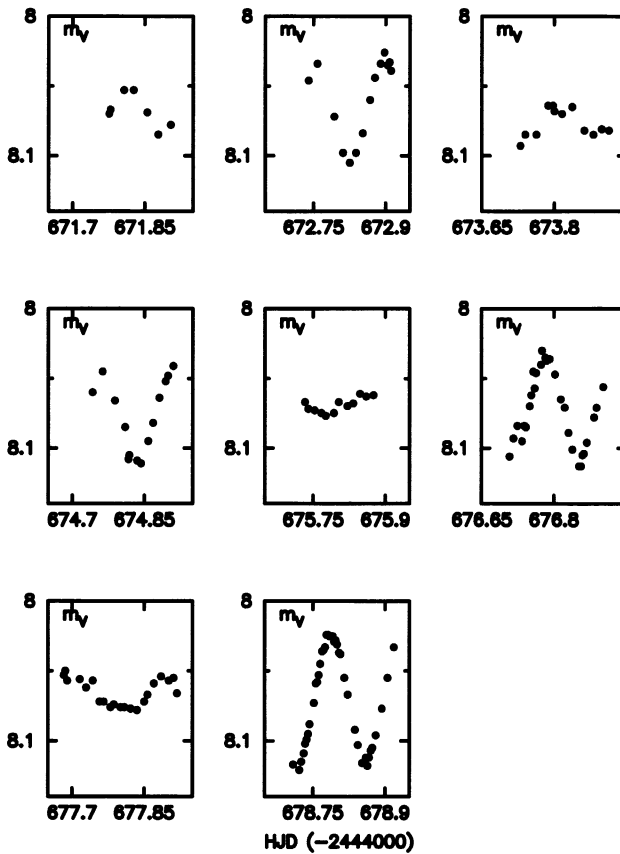 8 8 8
m_V m_V m_V
8.1 8.1 8.1
671.7 671.85 672.75 672.9 673.65 673.8
8 8 8
m_V m_V m_V
8.1 8.1 8.1
674.7 674.85 675.75 675.9 676.65 676.8
8 8
m_V m_V
8.1 8.1
677.7 677.85 678.75 678.9
HJD (-2444000)